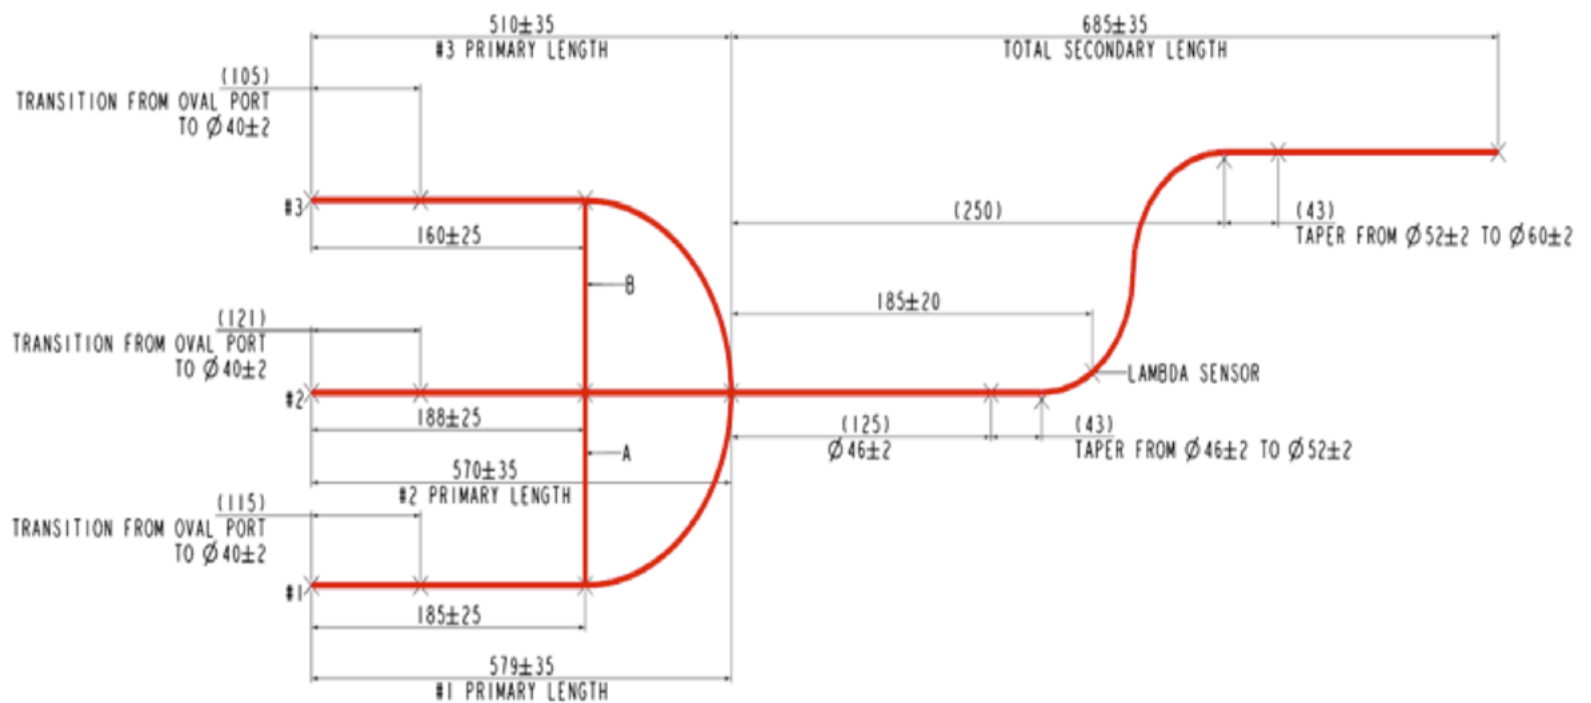 510±35
#3 PRIMARY LENGTH
685±35
TOTAL SECONDARY LENGTH
(105)
TRANSITION FROM OVAL PORT
TO Ø40±2
#3
160±25
B
(250)
(43)
TAPER FROM Ø52±2 TO Ø60±2
185±20
(121)
TRANSITION FROM OVAL PORT
TO Ø40±2
LAMBDA SENSOR
#2
188±25
A
(125)
Ø46±2
(43)
TAPER FROM Ø46±2 TO Ø52±2
570±35
#2 PRIMARY LENGTH
(115)
TRANSITION FROM OVAL PORT
TO Ø40±2
#1
185±25
579±35
#1 PRIMARY LENGTH